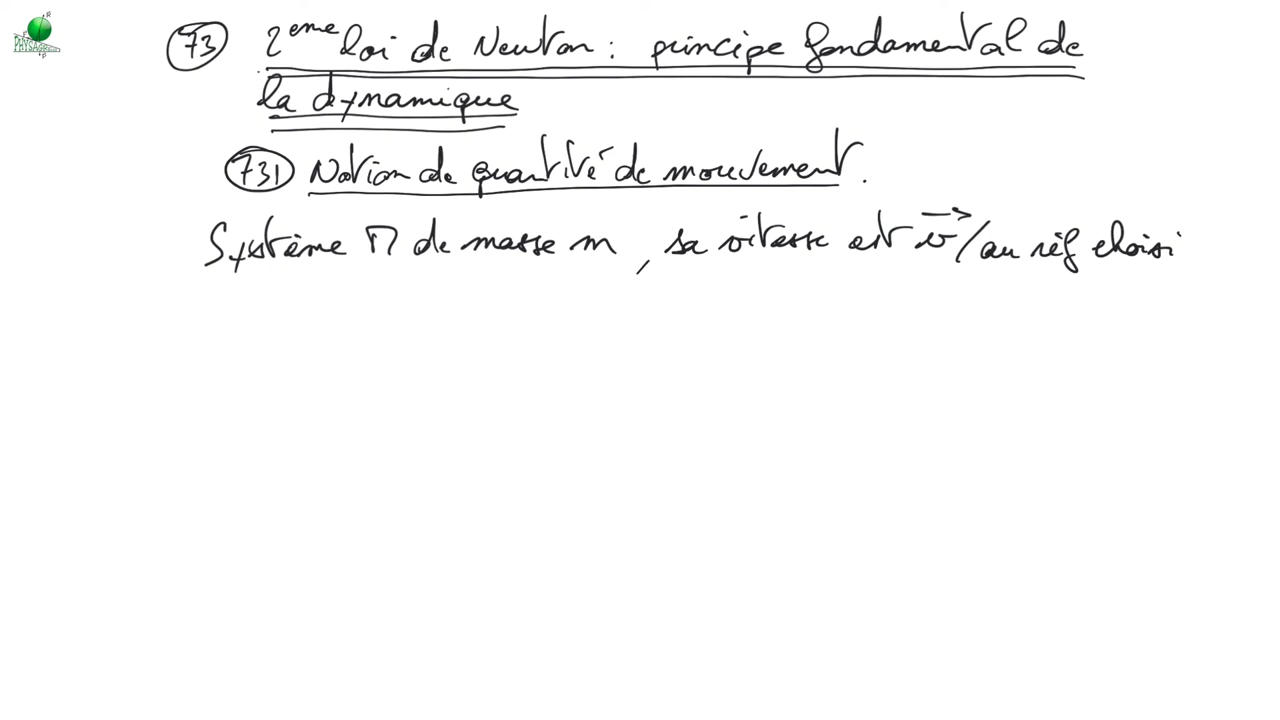 73 2eme loi de Newton : principe fondamental de
la dynamique
731 Notion de quantité de mouvement.
Système M de masse m, sa vitesse est v⃗ / au réf choisi